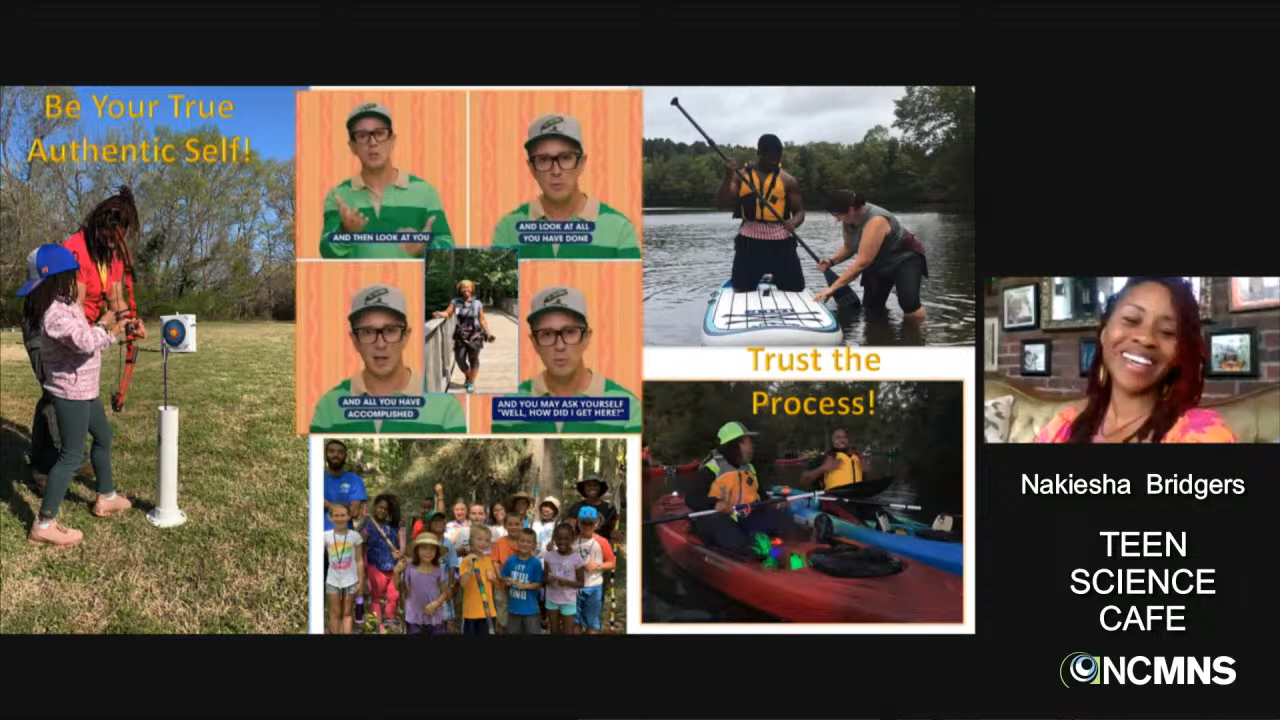 Be Your True
Authentic Self!
AND THEN LOOK AT YOU
AND LOOK AT ALL
YOU HAVE DONE
AND ALL YOU HAVE
ACCOMPLISHED
AND YOU MAY ASK YOURSELF
"WELL, HOW DID I GET HERE?"
Trust the
Process!
Nakiesha Bridgers
TEEN
SCIENCE
CAFE
NCMNS